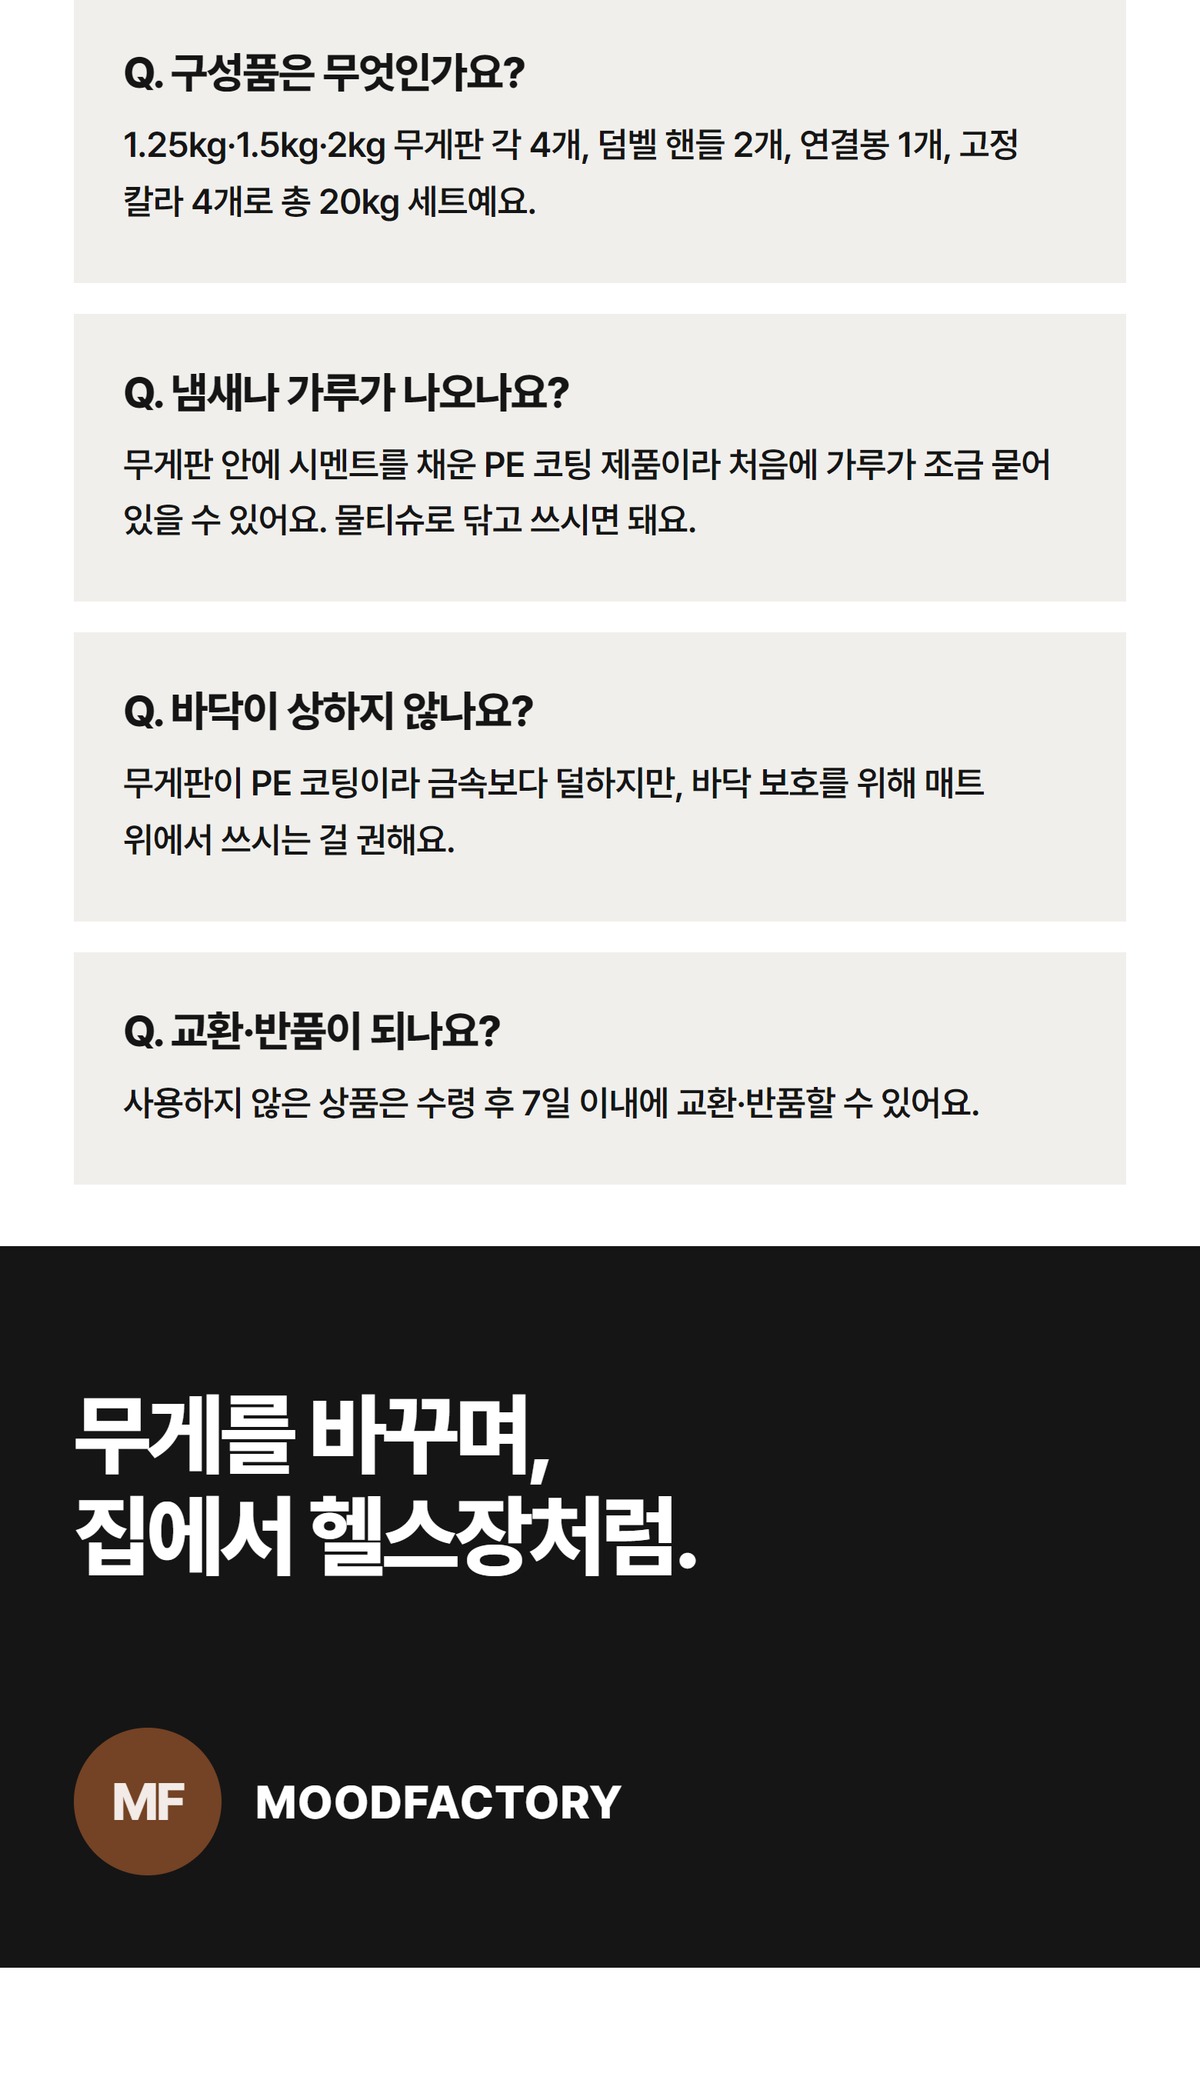 Q. 구성품은 무엇인가요?
1.25kg·1.5kg·2kg 무게판 각 4개, 덤벨 핸들 2개, 연결봉 1개, 고정
칼라 4개로 총 20kg 세트예요.
Q. 냄새나 가루가 나오나요?
무게판 안에 시멘트를 채운 PE 코팅 제품이라 처음에 가루가 조금 묻어
있을 수 있어요. 물티슈로 닦고 쓰시면 돼요.
Q. 바닥이 상하지 않나요?
무게판이 PE 코팅이라 금속보다 덜하지만, 바닥 보호를 위해 매트
위에서 쓰시는 걸 권해요.
Q. 교환·반품이 되나요?
사용하지 않은 상품은 수령 후 7일 이내에 교환·반품할 수 있어요.
무게를 바꾸며,
집에서 헬스장처럼.
MF MOODFACTORY